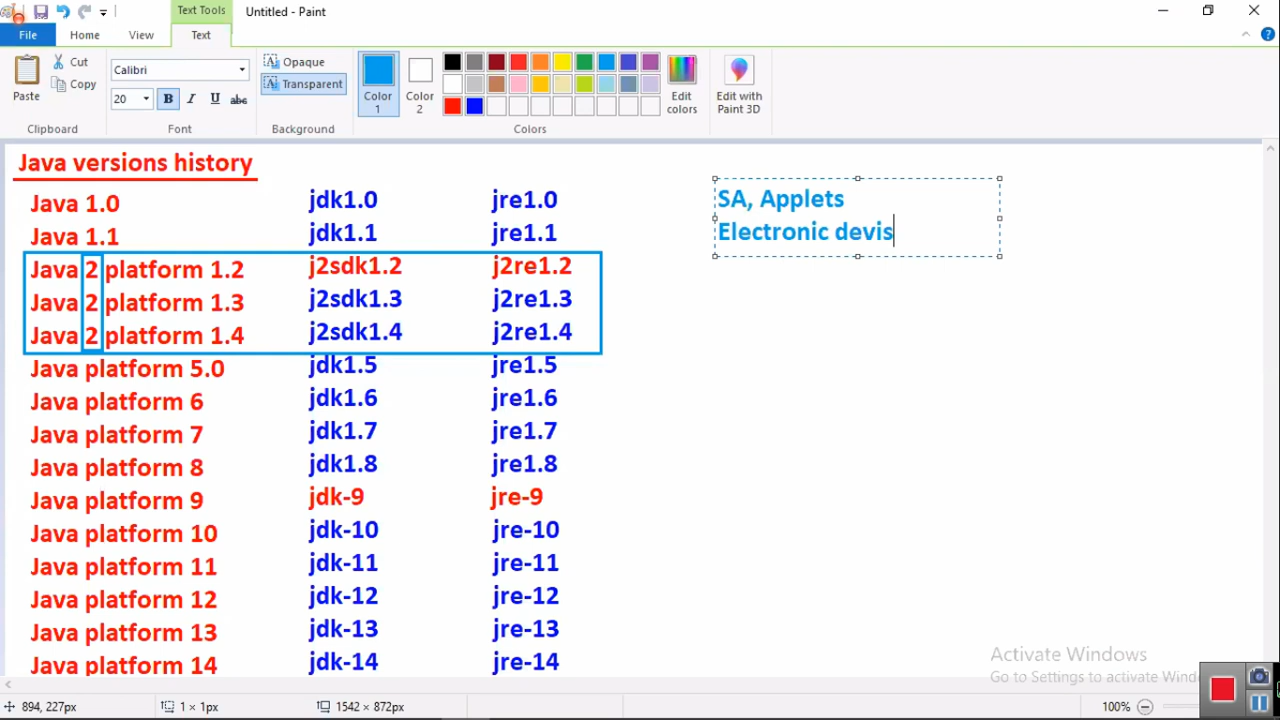 Text Tools
Untitled - Paint
File
Home
View
Text
Paste
Cut
Copy
Clipboard
Calibri
20
B I U abc
Font
Opaque
Transparent
Background
Color 1
Color 2
Edit colors
Colors
Edit with Paint 3D
Java versions history
Java 1.0 jdk1.0 jre1.0
Java 1.1 jdk1.1 jre1.1
Java 2 platform 1.2 j2sdk1.2 j2re1.2
Java 2 platform 1.3 j2sdk1.3 j2re1.3
Java 2 platform 1.4 j2sdk1.4 j2re1.4
Java platform 5.0 jdk1.5 jre1.5
Java platform 6 jdk1.6 jre1.6
Java platform 7 jdk1.7 jre1.7
Java platform 8 jdk1.8 jre1.8
Java platform 9 jdk-9 jre-9
Java platform 10 jdk-10 jre-10
Java platform 11 jdk-11 jre-11
Java platform 12 jdk-12 jre-12
Java platform 13 jdk-13 jre-13
Java platform 14 jdk-14 jre-14
SA, Applets
Electronic devis
Activate Windows
Go to Settings to activate
894, 227px
1 × 1px
1542 × 872px
100%